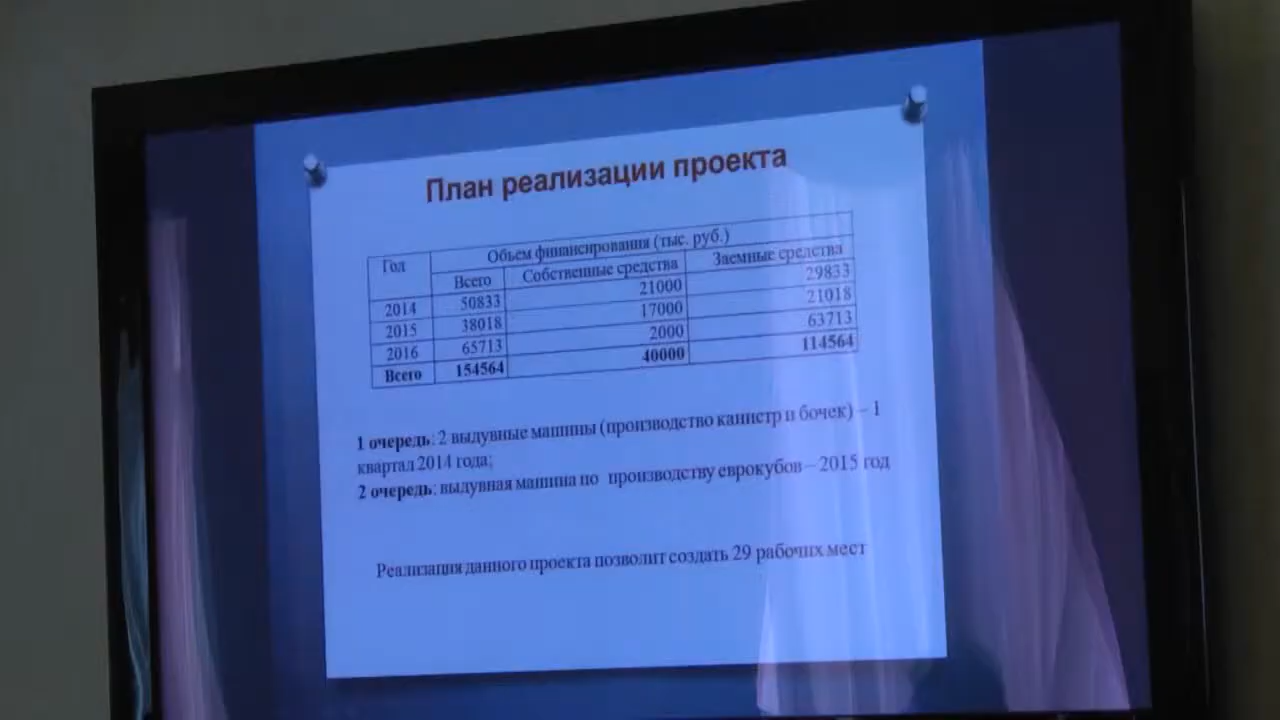 План реализации проекта
Год Объем финансирования (тыс. руб.)
Всего Собственные средства Заемные средства
2014 50833 21000 29833
2015 38018 17000 21018
2016 65713 2000 63713
Всего 154564 40000 114564
1 очередь: 2 выдувные машины (производство канистр и бочек) – 1
квартал 2014 года;
2 очередь: выдувная машина по производству еврокубов – 2015 год
Реализация данного проекта позволит создать 29 рабочих мест